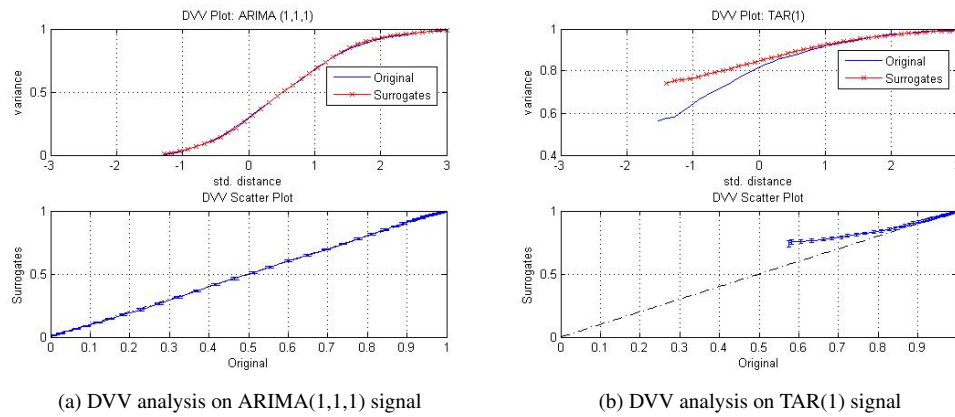 DVV Plot: ARIMA (1,1,1)
variance
1
0.5
0
-3
-2
-1
0
1
2
3
std. distance
Original
Surrogates
DVV Scatter Plot
Surrogates
1
0.5
0
0
0.1
0.2
0.3
0.4
0.5
0.6
0.7
0.8
0.9
1
Original
(a) DVV analysis on ARIMA(1,1,1) signal
DVV Plot: TAR(1)
variance
1
0.8
0.6
0.4
-3
-2
-1
0
1
2
std. distance
Original
Surrogates
DVV Scatter Plot
Surrogates
1
0.5
0
0
0.1
0.2
0.3
0.4
0.5
0.6
0.7
0.8
0.9
Original
(b) DVV analysis on TAR(1) signal